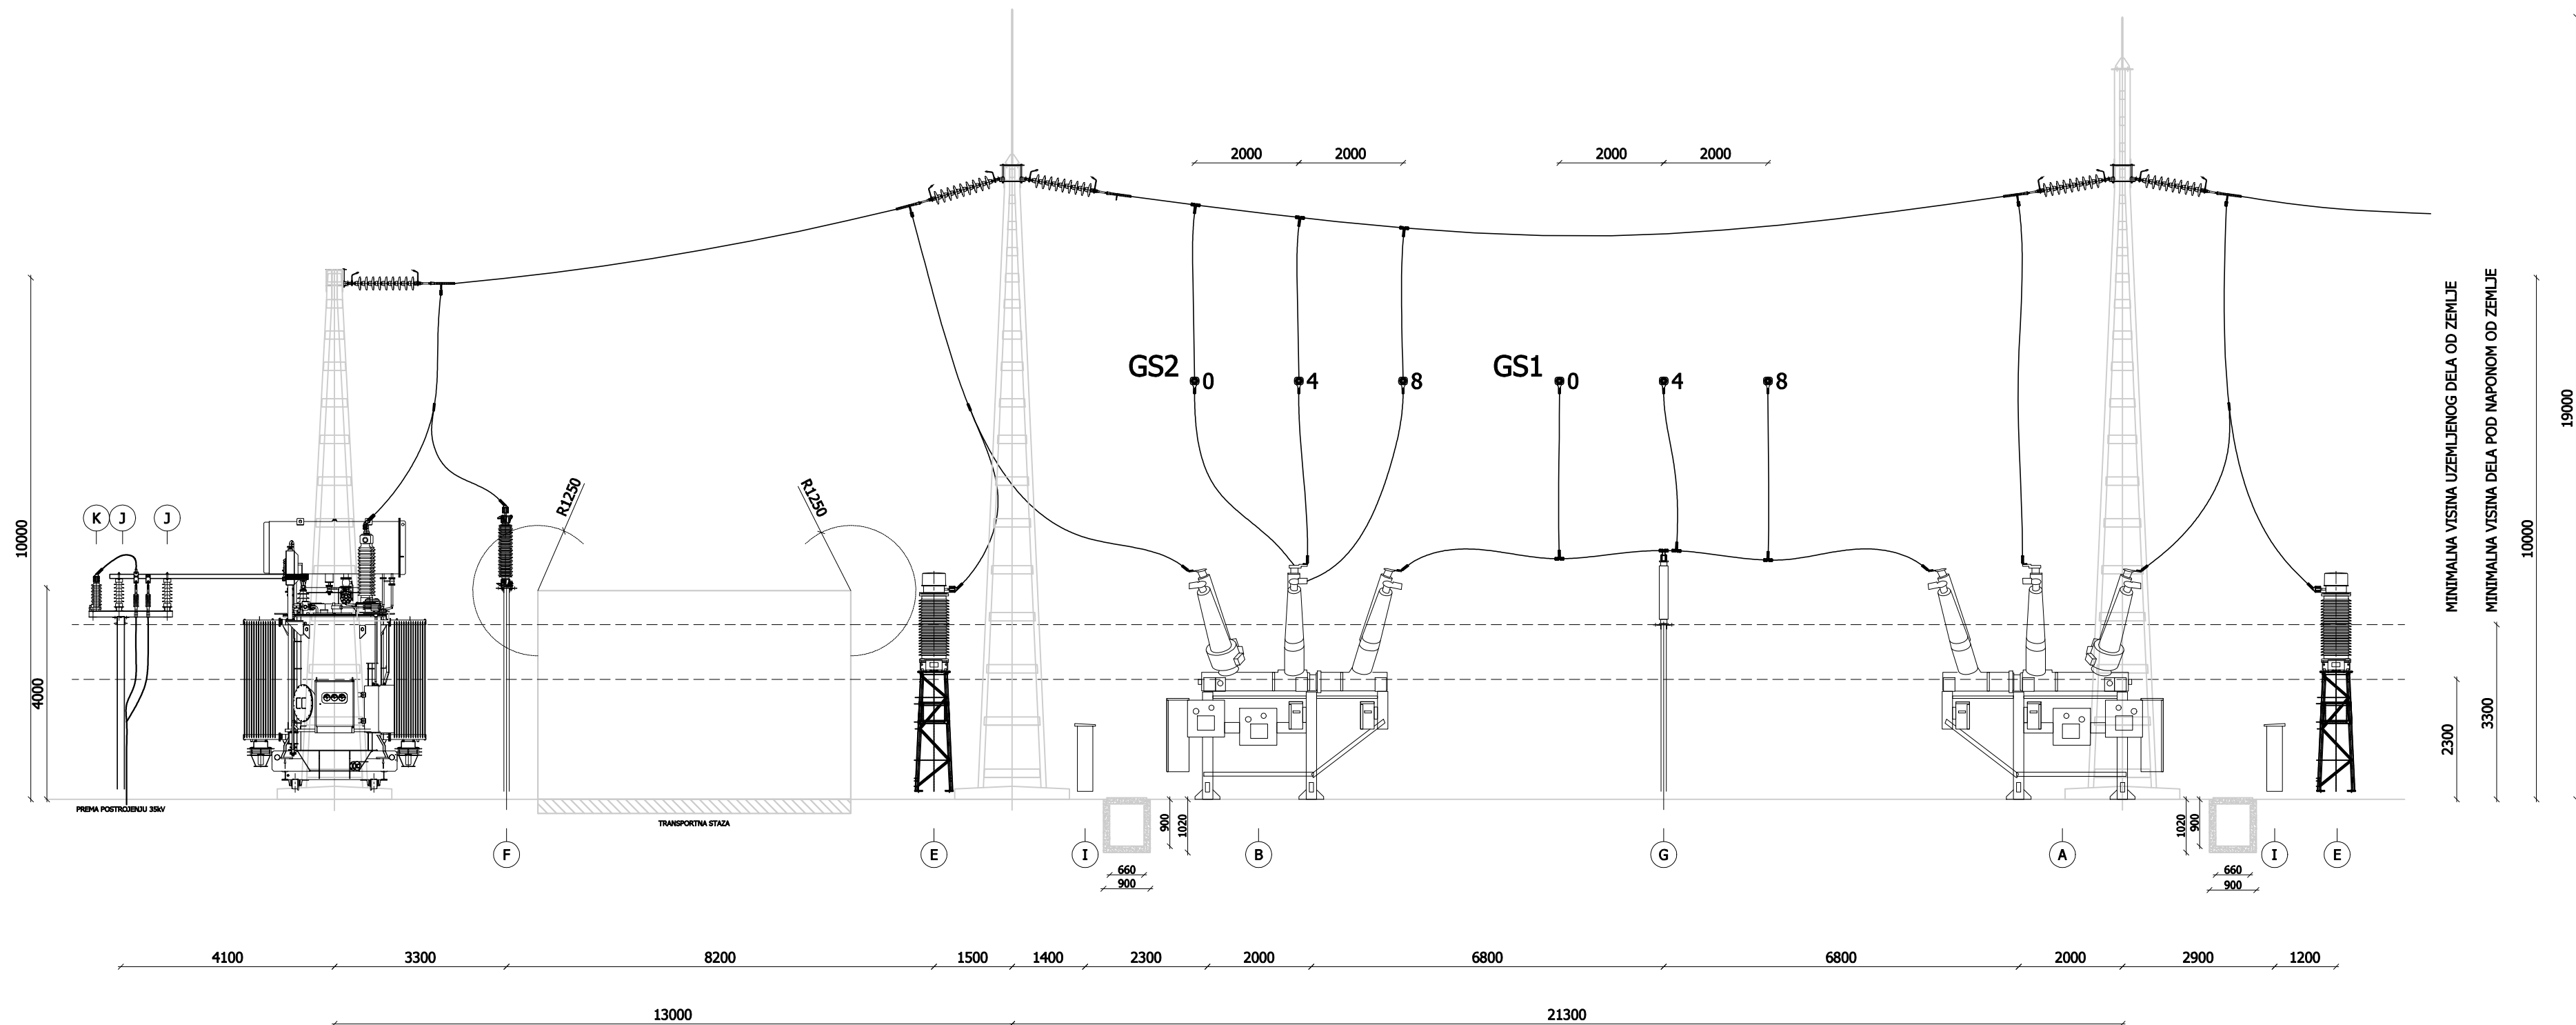 2000 2000 2000 2000
GS2 0 4 8 GS1 0 4 8
R1250 R1250
K J J
10000
4000
MINIMALNA VISINA UZEMLJENOG DELA OD ZEMLJE
MINIMALNA VISINA DELA POD NAPONOM OD ZEMLJE
2300
3300
10000
19000
PREMA POSTROJENJU 35kV
TRANSPORTNA STAZA
900 1020 1020 900
F E I B G A I E
660 660
900 900
4100 3300 8200 1500 1400 2300 2000 6800 6800 2000 2900 1200
13000 21300